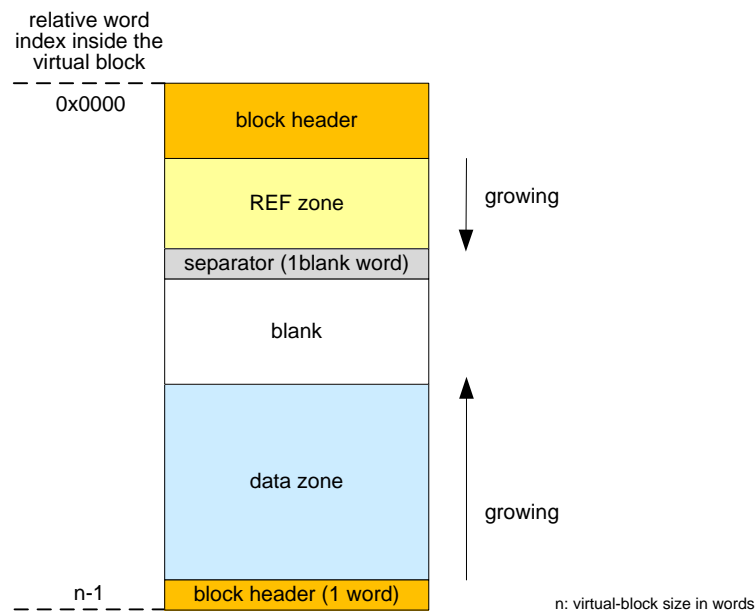 relative word
index inside the
virtual block
0x0000
block header
REF zone
growing
separator (1blank word)
blank
data zone
growing
n-1
block header (1 word)
n: virtual-block size in words